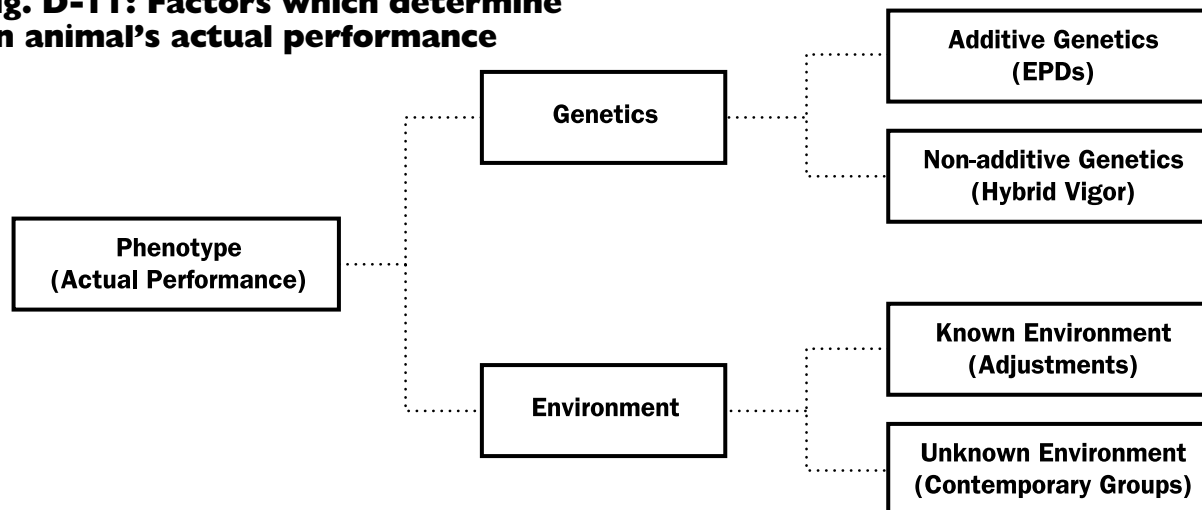 ig. D-11: Factors which determine
n animal's actual performance
Additive Genetics
(EPDs)
Genetics
Non-additive Genetics
(Hybrid Vigor)
Phenotype
(Actual Performance)
Known Environment
(Adjustments)
Environment
Unknown Environment
(Contemporary Groups)